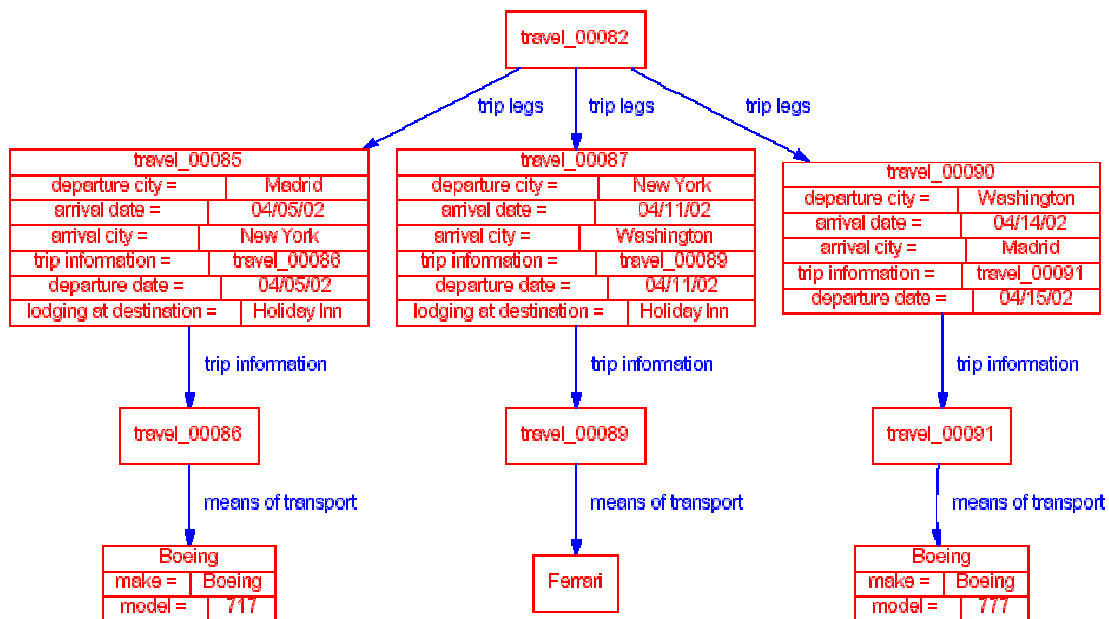 travel_00082
trip legs trip legs trip legs
travel_00085
departure city = Madrid
arrival date = 04/05/02
arrival city = New York
trip information = travel_00086
departure date = 04/05/02
lodging at destination = Holiday Inn
travel_00087
departure city = New York
arrival date = 04/11/02
arrival city = Washington
trip information = travel_00089
departure date = 04/11/02
lodging at destination = Holiday Inn
travel_00090
departure city = Washington
arrival date = 04/14/02
arrival city = Madrid
trip information = travel_00091
departure date = 04/15/02
trip information trip information trip information
travel_00086 travel_00089 travel_00091
means of transport means of transport means of transport
Boeing
make = Boeing
model = 717
Ferrari
Boeing
make = Boeing
model = 777